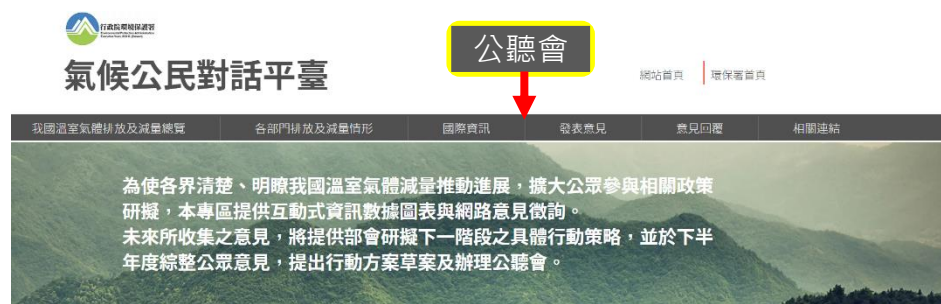 行政院環境保護署
氣候公民對話平臺
公聽會
網站首頁
環保署首頁
我國溫室氣體排放及減量總覽
各部門排放及減量情形
國際資訊
發表意見
意見回覆
相關連結
為使各界清楚、明瞭我國溫室氣體減量推動進展，擴大公眾參與相關政策
研擬，本專區提供互動式資訊數據圖表與網路意見徵詢。
未來所收集之意見，將提供部會研擬下一階段之具體行動策略，並於下半
年度綜整公眾意見，提出行動方案草案及辦理公聽會。